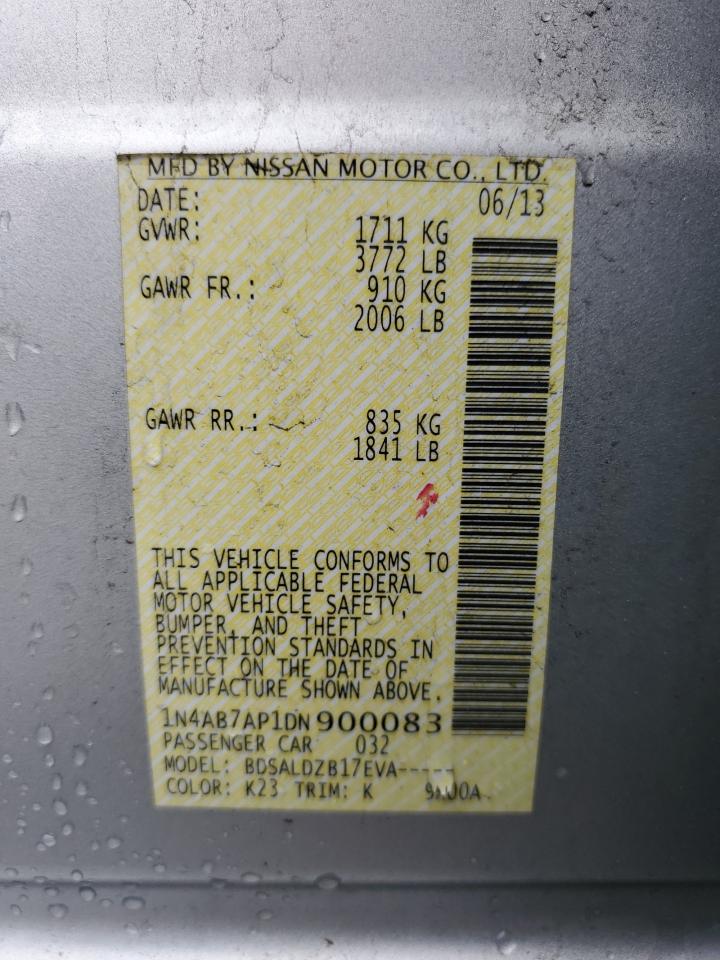 MFD BY NISSAN MOTOR CO., LTD.
DATE: 06/13
GVWR: 1711 KG
3772 LB
GAWR FR.: 910 KG
2006 LB
GAWR RR.: 835 KG
1841 LB
THIS VEHICLE CONFORMS TO
ALL APPLICABLE FEDERAL
MOTOR VEHICLE SAFETY,
BUMPER, AND THEFT
PREVENTION STANDARDS IN
EFFECT ON THE DATE OF
MANUFACTURE SHOWN ABOVE.
1N4AB7AP1DN900083
PASSENGER CAR 032
MODEL: BDSALDZB17EVA-----
COLOR: K23 TRIM: K